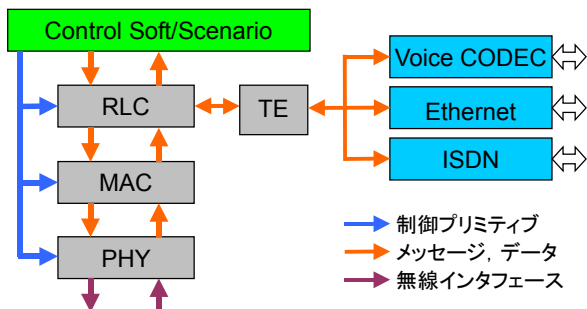 Control Soft/Scenario
RLC
TE
MAC
PHY
Voice CODEC
Ethernet
ISDN
制御プリミティブ
メッセージ, データ
無線インタフェース